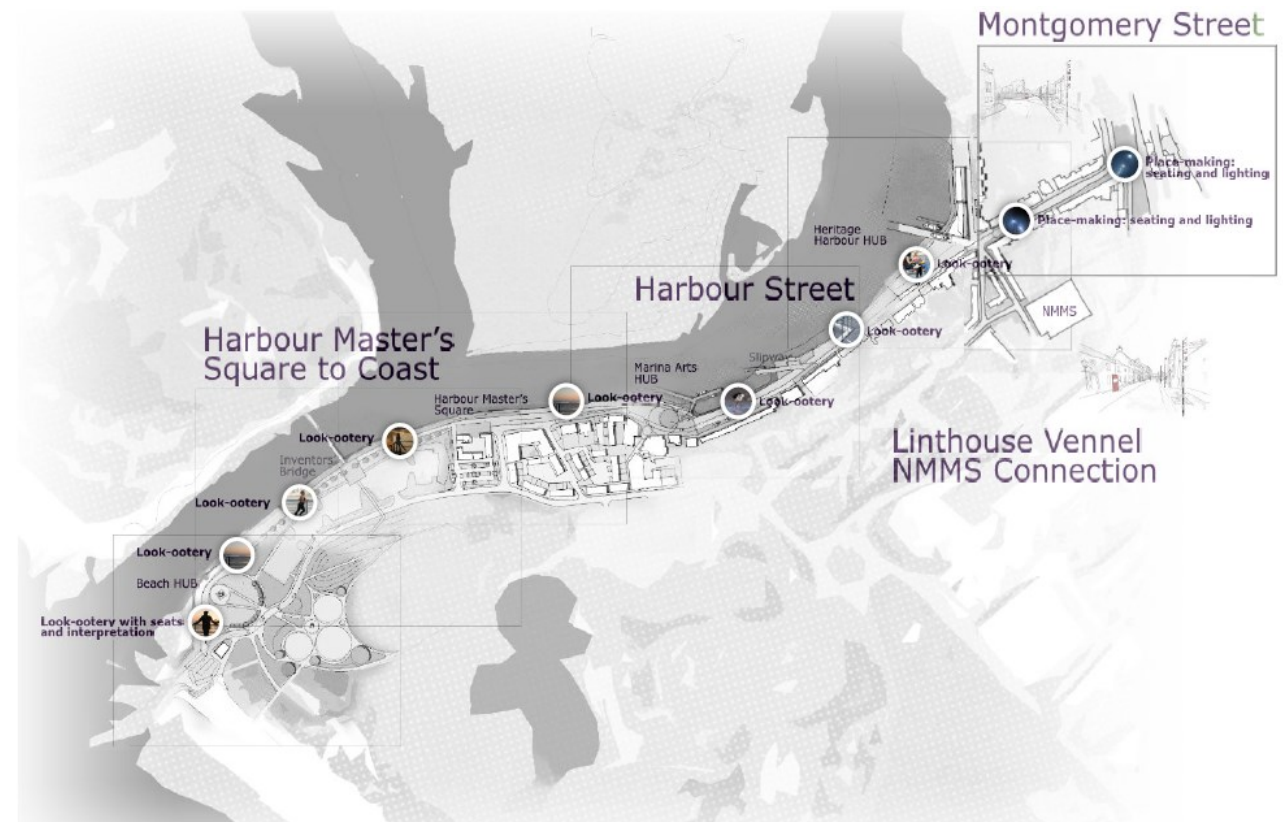 Montgomery Street
Place-making:
seating and lighting
Place-making: seating and lighting
Heritage
Harbour HUB
Look-ootery
Harbour Street
NMMS
Look-ootery
Harbour Master's
Square to Coast
Slipway
Marina Arts
HUB
Look-ootery
Look-ootery
Harbour Master's
Square
Linthouse Vennel
NMMS Connection
Look-ootery
Inventors'
Bridge
Look-ootery
Look-ootery
Beach HUB
Look-ootery with seats
and interpretation